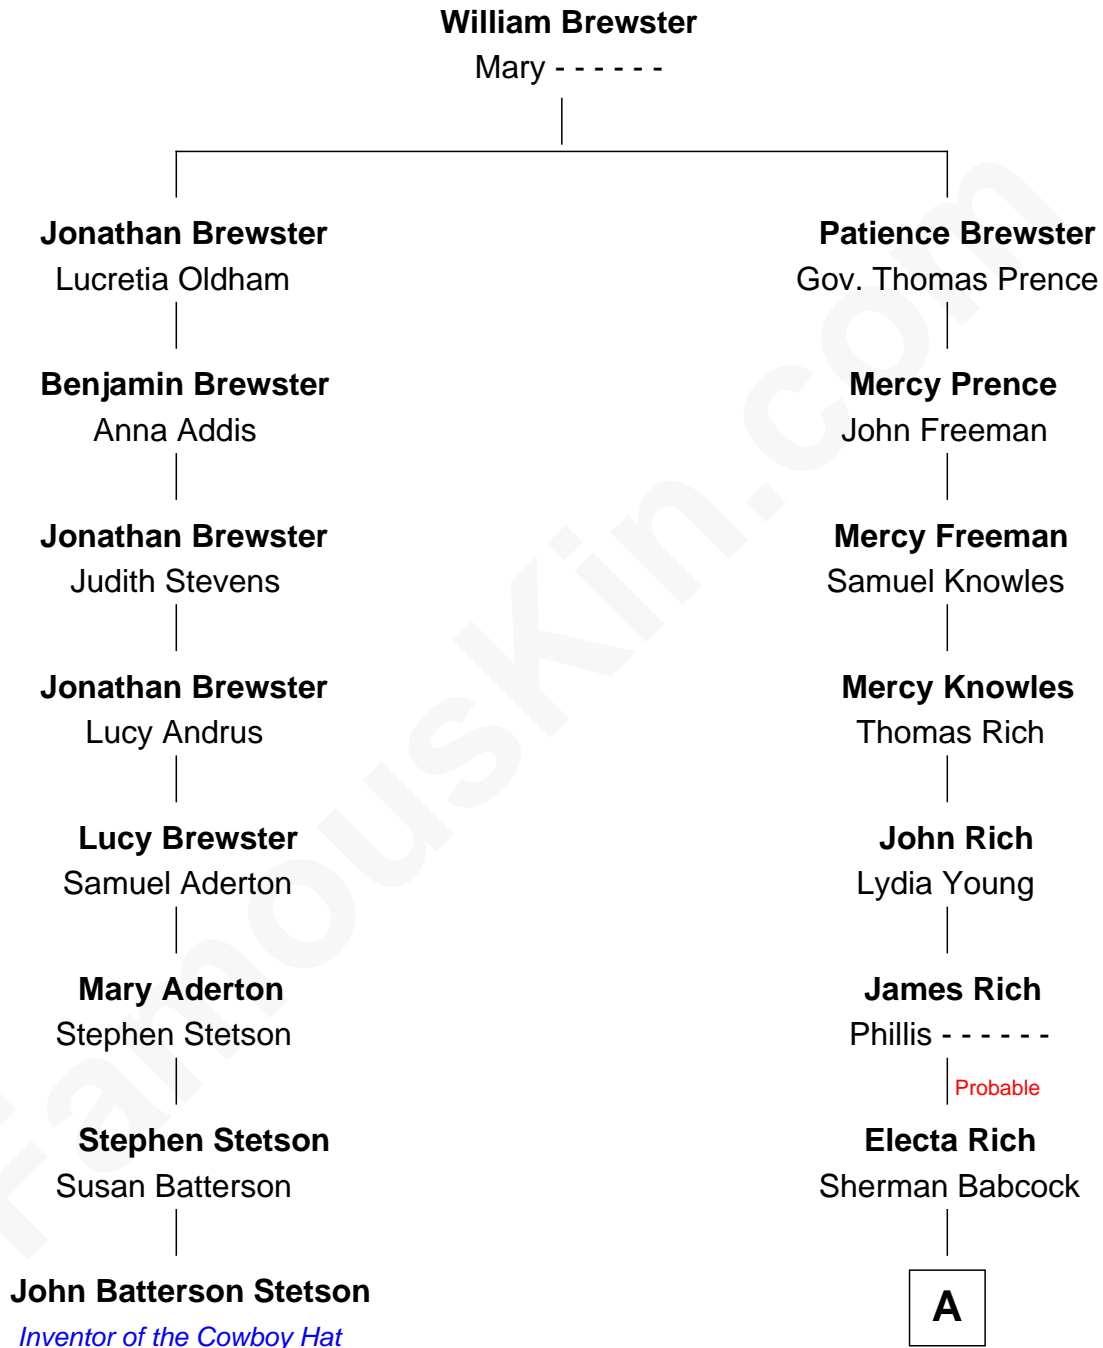 William Brewster
Mary - - - - - -
Jonathan Brewster
Lucretia Oldham
Patience Brewster
Gov. Thomas Prence
Benjamin Brewster
Anna Addis
Mercy Prence
John Freeman
Jonathan Brewster
Judith Stevens
Mercy Freeman
Samuel Knowles
Jonathan Brewster
Lucy Andrus
Mercy Knowles
Thomas Rich
Lucy Brewster
Samuel Aderton
John Rich
Lydia Young
Mary Aderton
Stephen Stetson
James Rich
Phillis - - - - - -
Probable
Stephen Stetson
Susan Batterson
Electa Rich
Sherman Babcock
John Batterson Stetson
Inventor of the Cowboy Hat
A
FamousKin.com